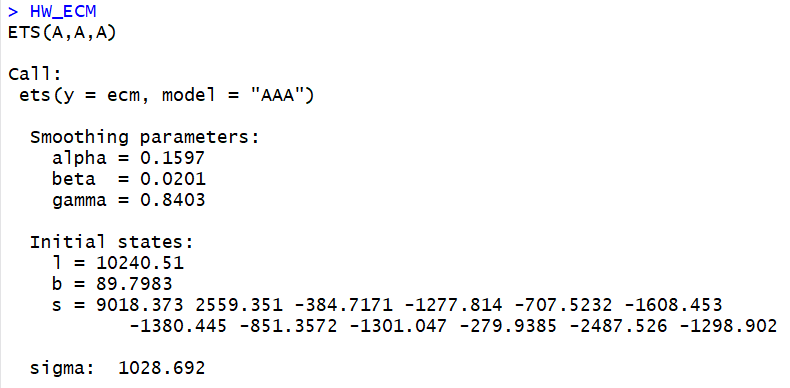 > HW_ECM
ETS(A,A,A)
Call:
ets(y = ecm, model = "AAA")
Smoothing parameters:
alpha = 0.1597
beta  = 0.0201
gamma = 0.8403
Initial states:
l = 10240.51
b = 89.7983
s = 9018.373 2559.351 -384.7171 -1277.814 -707.5232 -1608.453
-1380.445 -851.3572 -1301.047 -279.9385 -2487.526 -1298.902
sigma:  1028.692